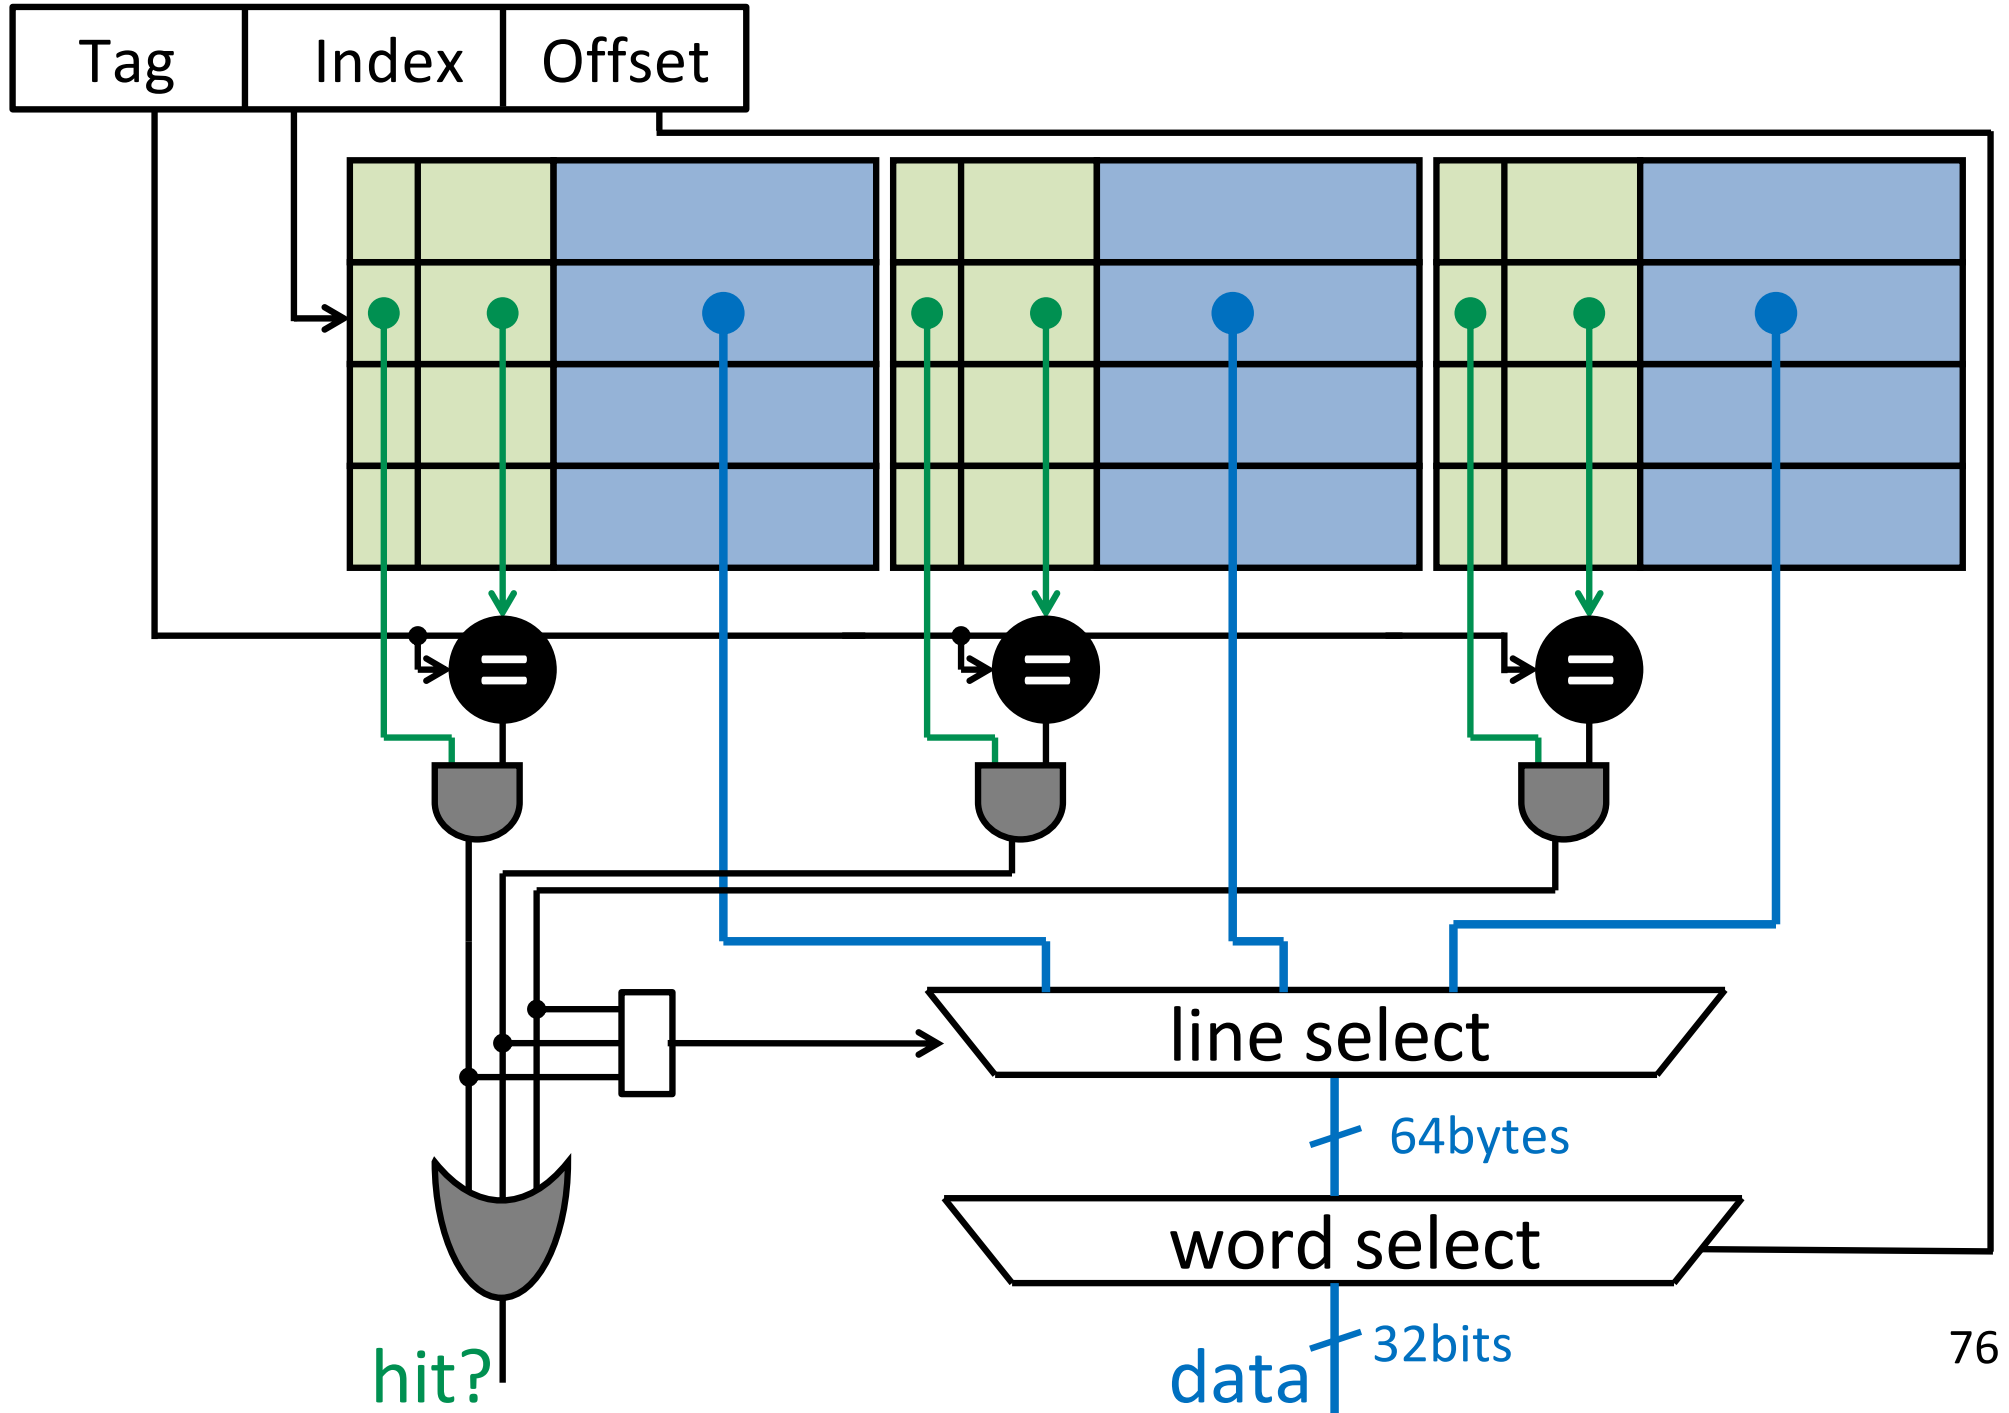 Tag Index Offset
=
=
=
line select
64bytes
word select
32bits
hit?
data
76